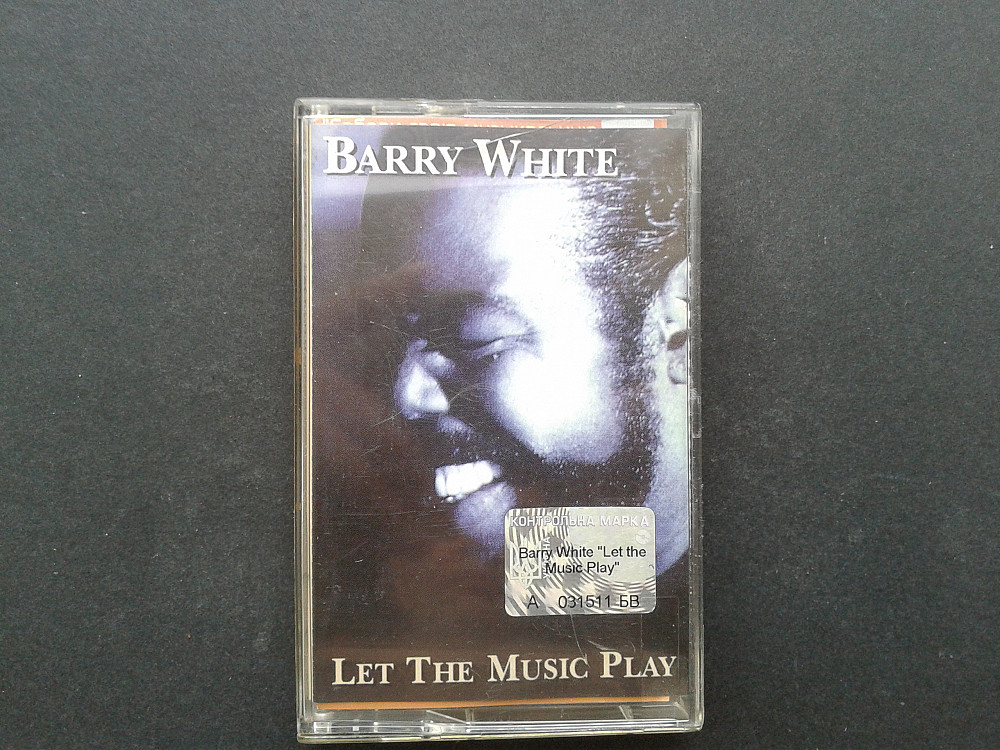 BARRY WHITE
КОНТРОЛЬНА МАРКА
Barry White "Let the
Music Play"
А 031511 БВ
LET THE MUSIC PLAY